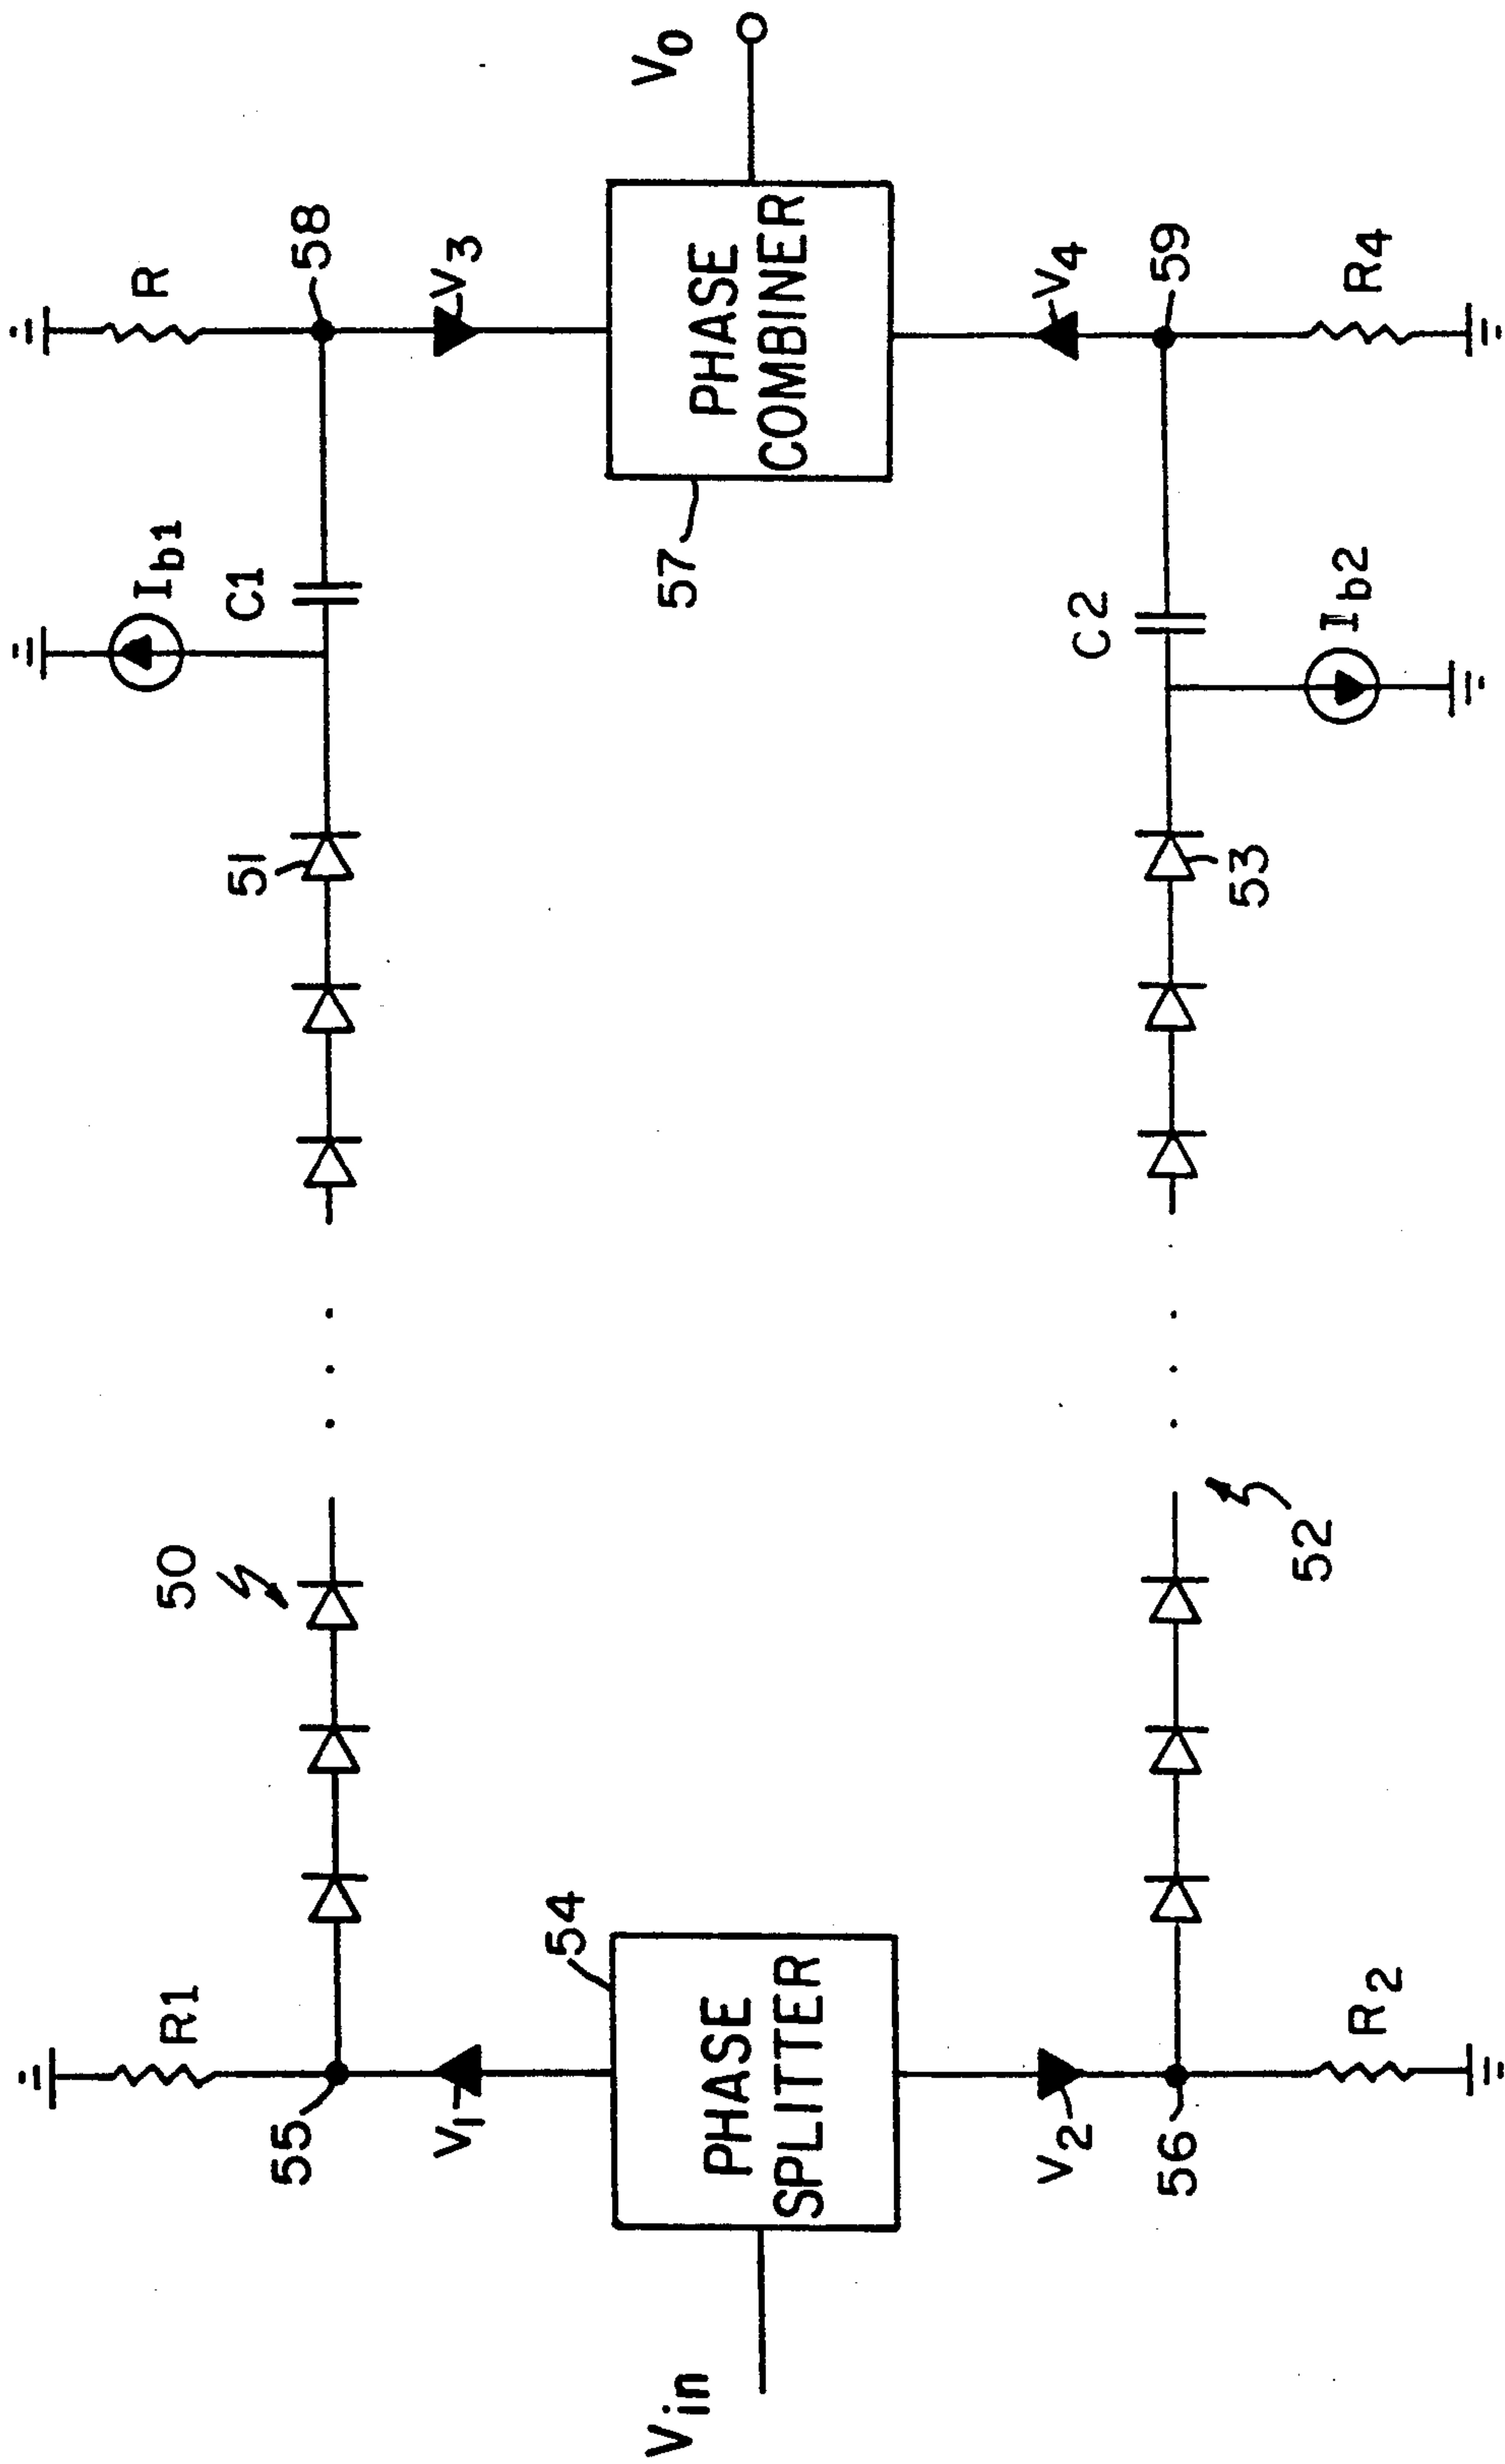 R1
50
51
Ib1
C1
R
58
55
V1
V3
Vin
PHASE
SPLITTER
54
57
PHASE
COMBINER
V0
V2
56
R2
52
53
C2
Ib2
V4
59
R4